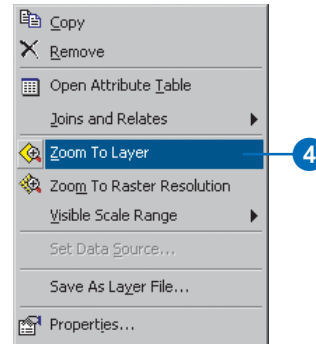 Copy
Remove
Open Attribute Table
Joins and Relates
Zoom To Layer
4
Zoom To Raster Resolution
Visible Scale Range
Set Data Source...
Save As Layer File...
Properties...